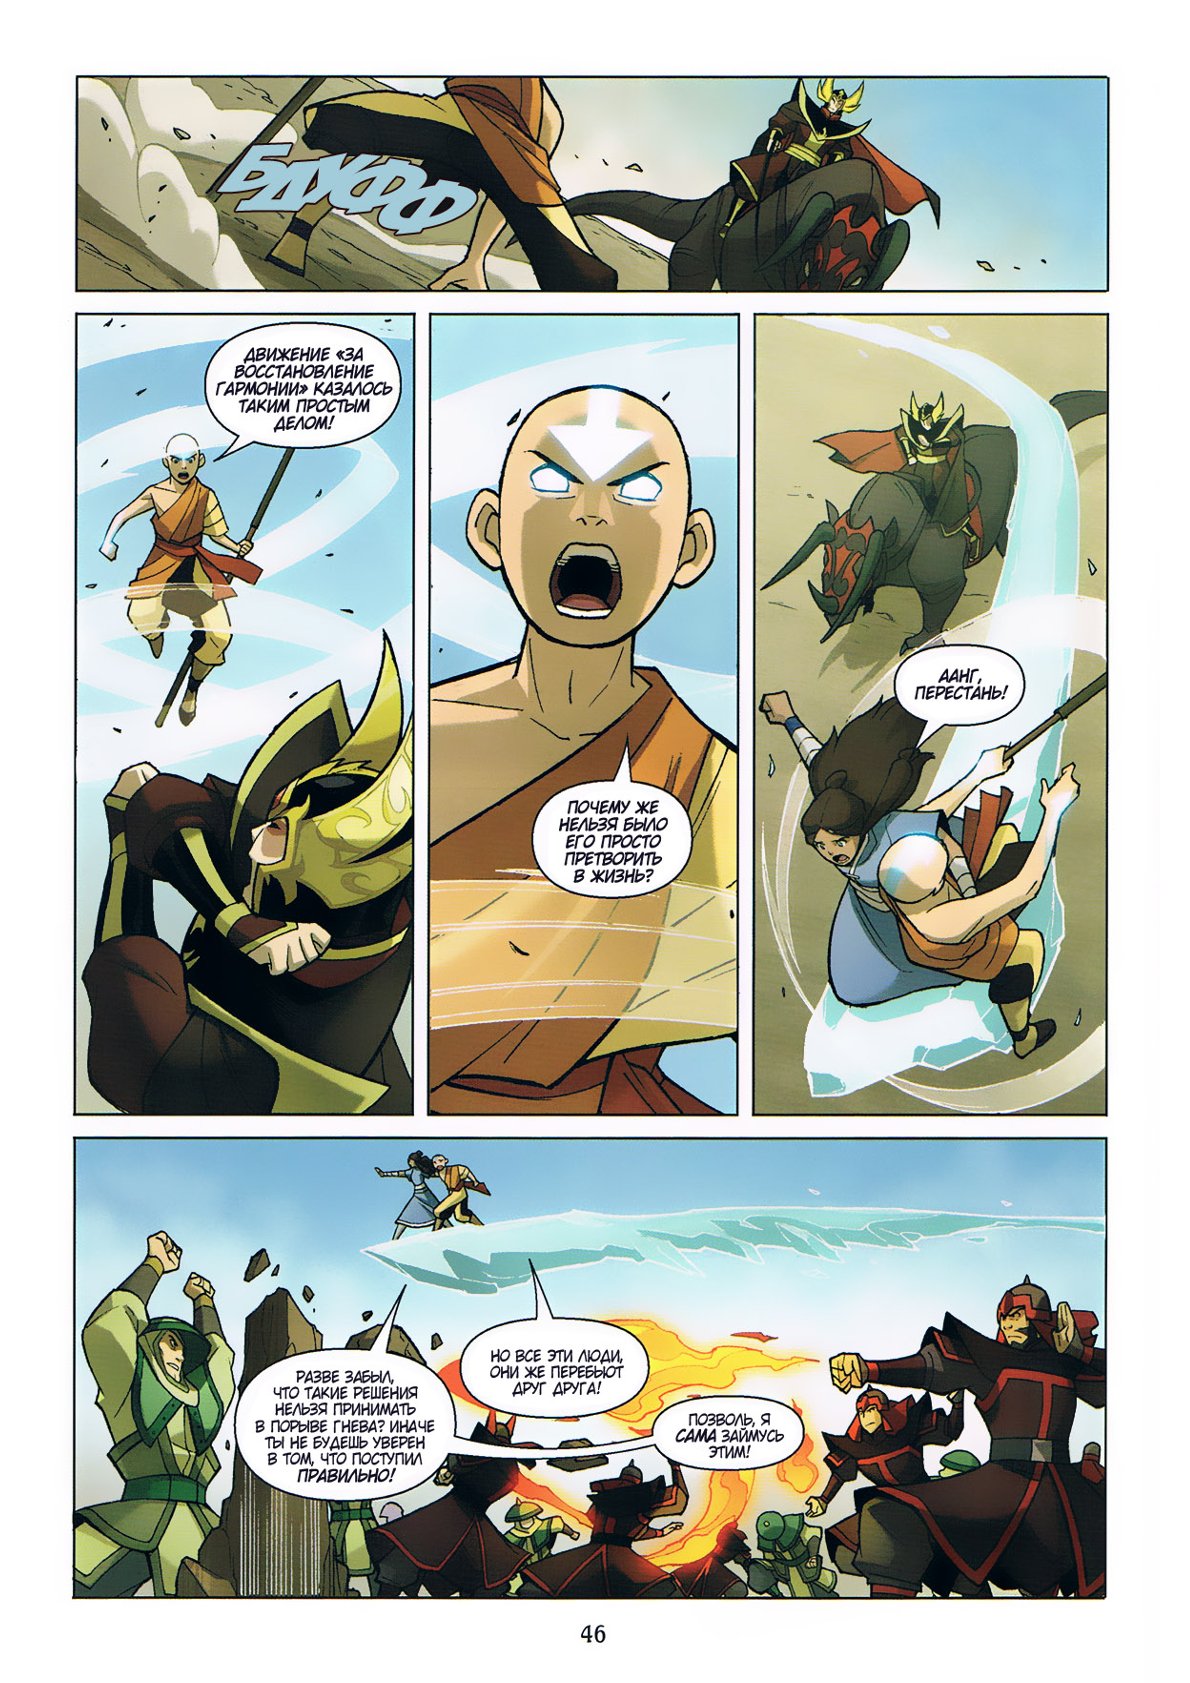 БДУФФ
ДВИЖЕНИЕ «ЗА
ВОССТАНОВЛЕНИЕ
ГАРМОНИИ» КАЗАЛОСЬ
ТАКИМ ПРОСТЫМ
ДЕЛОМ!
ПОЧЕМУ ЖЕ
НЕЛЬЗЯ БЫЛО
ЕГО ПРОСТО
ПРЕТВОРИТЬ
В ЖИЗНЬ?
ААНГ,
ПЕРЕСТАНЬ!
РАЗВЕ ЗАБЫЛ,
ЧТО ТАКИЕ РЕШЕНИЯ
НЕЛЬЗЯ ПРИНИМАТЬ
В ПОРЫВЕ ГНЕВА? ИНАЧЕ
ТЫ НЕ БУДЕШЬ УВЕРЕН
В ТОМ, ЧТО ПОСТУПИЛ
ПРАВИЛЬНО!
НО ВСЕ ЭТИ ЛЮДИ,
ОНИ ЖЕ ПЕРЕБЬЮТ
ДРУГ ДРУГА!
ПОЗВОЛЬ, Я
САМА ЗАЙМУСЬ
ЭТИМ!
46